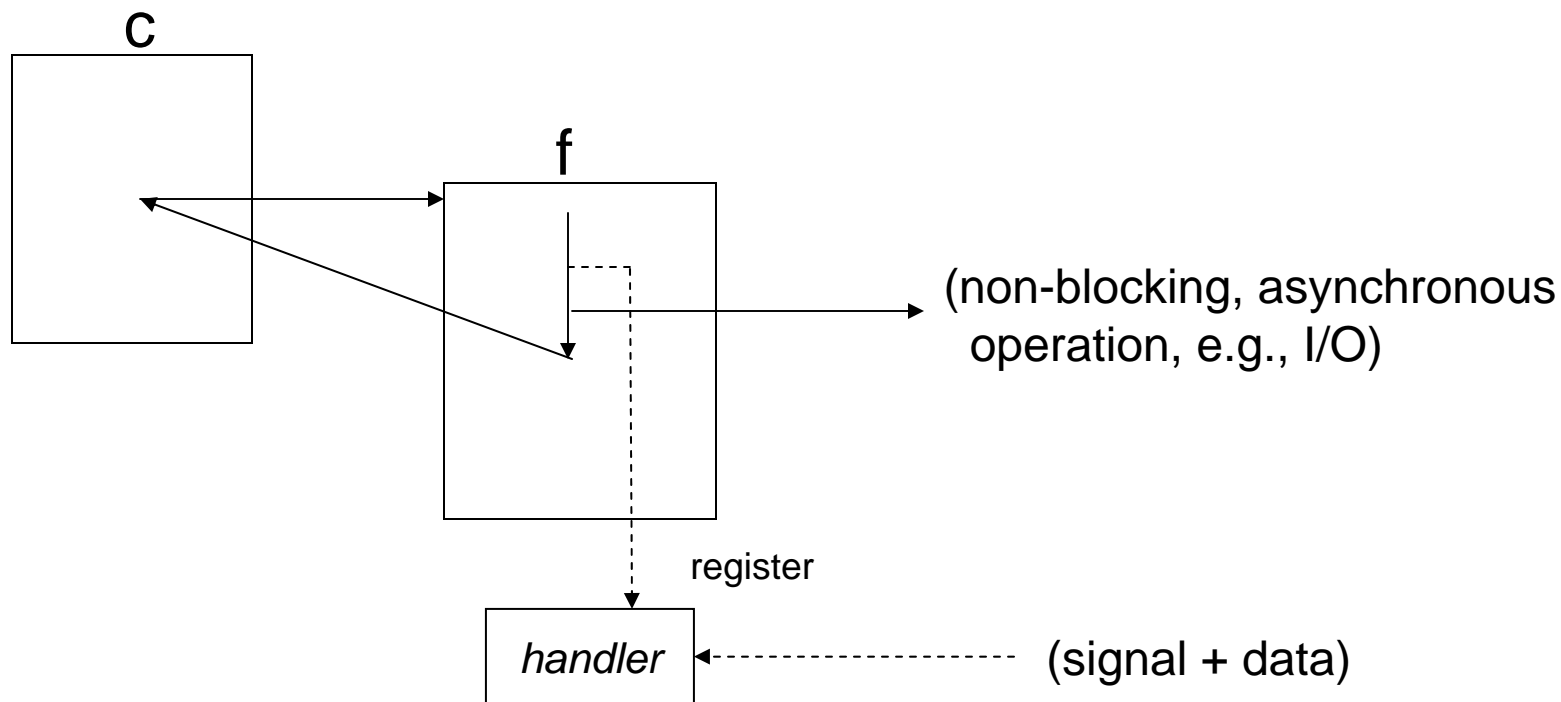 c
f
(non-blocking, asynchronous
operation, e.g., I/O)
register
handler
(signal + data)